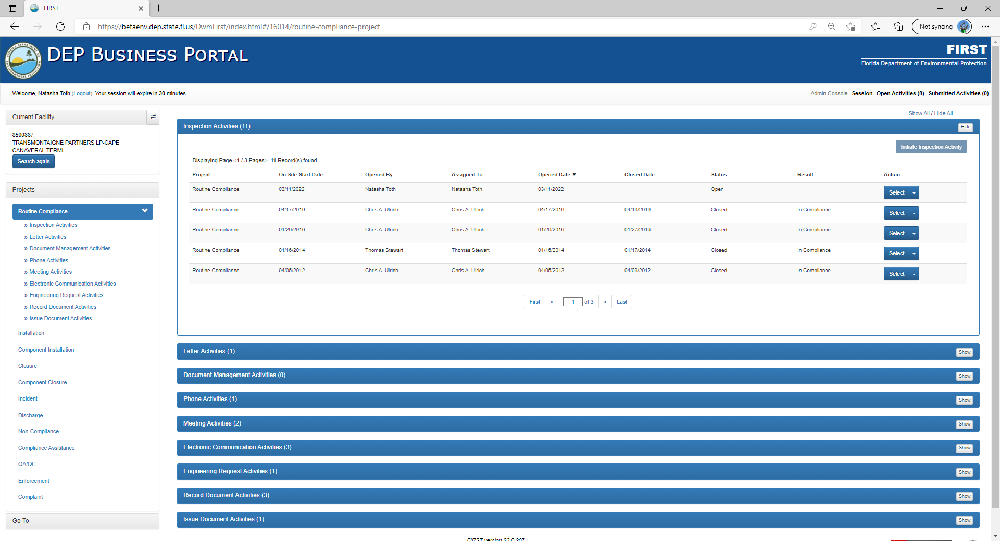 FIRST
https://betaenv.dep.state.fl.us/DwmFirst/index.html#/16014/routine-compliance-project
Not syncing
DEP Business Portal
FIRST
Florida Department of Environmental Protection
Welcome, Natasha Toth (Logout). Your session will expire in 30 minutes.
Admin Console Session Open Activities (8) Submitted Activities (0)
Current Facility
8500887
TRANSMONTAIGNE PARTNERS LP-CAPE
CANAVERAL TERML
Search again
Projects
Routine Compliance
» Inspection Activities
» Letter Activities
» Document Management Activities
» Phone Activities
» Meeting Activities
» Electronic Communication Activities
» Engineering Request Activities
» Record Document Activities
» Issue Document Activities
Installation
Component Installation
Closure
Component Closure
Incident
Discharge
Non-Compliance
Compliance Assistance
QA/QC
Enforcement
Complaint
Go To
Show All / Hide All
Inspection Activities (11) Hide
Initiate Inspection Activity
Displaying Page <1 / 3 Pages>. 11 Record(s) found.
Project On Site Start Date Opened By Assigned To Opened Date ▼ Closed Date Status Result Action
Routine Compliance 03/11/2022 Natasha Toth Natasha Toth 03/11/2022 Open Select
Routine Compliance 04/17/2019 Chris A. Ulrich Chris A. Ulrich 04/17/2019 04/19/2019 Closed In Compliance Select
Routine Compliance 01/20/2016 Chris A. Ulrich Chris A. Ulrich 01/20/2016 01/27/2016 Closed In Compliance Select
Routine Compliance 01/16/2014 Thomas Stewart Thomas Stewart 01/16/2014 01/17/2014 Closed In Compliance Select
Routine Compliance 04/05/2012 Chris A. Ulrich Chris A. Ulrich 04/05/2012 04/09/2012 Closed In Compliance Select
First < 1 of 3 > Last
Letter Activities (1) Show
Document Management Activities (0) Show
Phone Activities (1) Show
Meeting Activities (2) Show
Electronic Communication Activities (3) Show
Engineering Request Activities (1) Show
Record Document Activities (3) Show
Issue Document Activities (1) Show
FIRST version 23.0.207